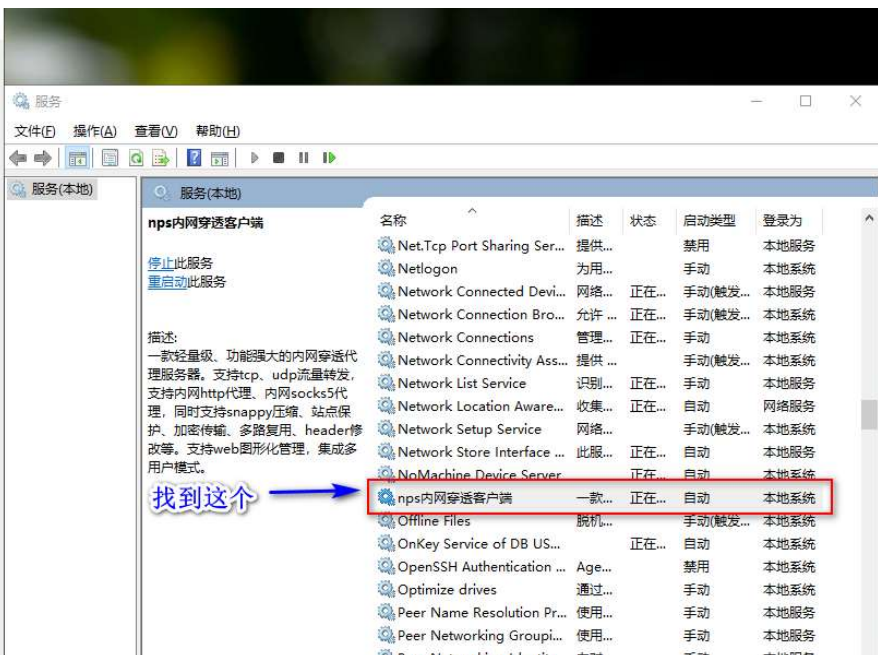 服务
文件(F) 操作(A) 查看(V) 帮助(H)
服务(本地)
服务(本地)
nps内网穿透客户端
停止此服务
重启动此服务
描述:
一款轻量级、功能强大的内网穿透代
理服务器。支持tcp、udp流量转发,
支持内网http代理、内网socks5代
理，同时支持snappy压缩、站点保
护、加密传输、多路复用、header修
改等。支持web图形化管理，集成多
用户模式。
找到这个
名称 描述 状态 启动类型 登录为
Net.Tcp Port Sharing Ser... 提供... 禁用 本地服务
Netlogon 为用... 手动 本地系统
Network Connected Devi... 网络... 正在... 手动(触发... 本地服务
Network Connection Bro... 允许 ... 正在... 手动(触发... 本地系统
Network Connections 管理... 正在... 手动 本地系统
Network Connectivity Ass... 提供 ... 手动(触发... 本地系统
Network List Service 识别... 正在... 手动 本地服务
Network Location Aware... 收集... 正在... 自动 网络服务
Network Setup Service 网络... 手动(触发... 本地系统
Network Store Interface ... 此服... 正在... 自动 本地服务
NoMachine Device Server 正在... 自动 本地系统
nps内网穿透客户端 一款... 正在... 自动 本地系统
Offline Files 脱机... 手动(触发... 本地系统
OnKey Service of DB US... 正在... 自动 本地系统
OpenSSH Authentication ... Age... 禁用 本地系统
Optimize drives 通过... 手动 本地系统
Peer Name Resolution Pr... 使用... 手动 本地服务
Peer Networking Groupi... 使用... 手动 本地服务